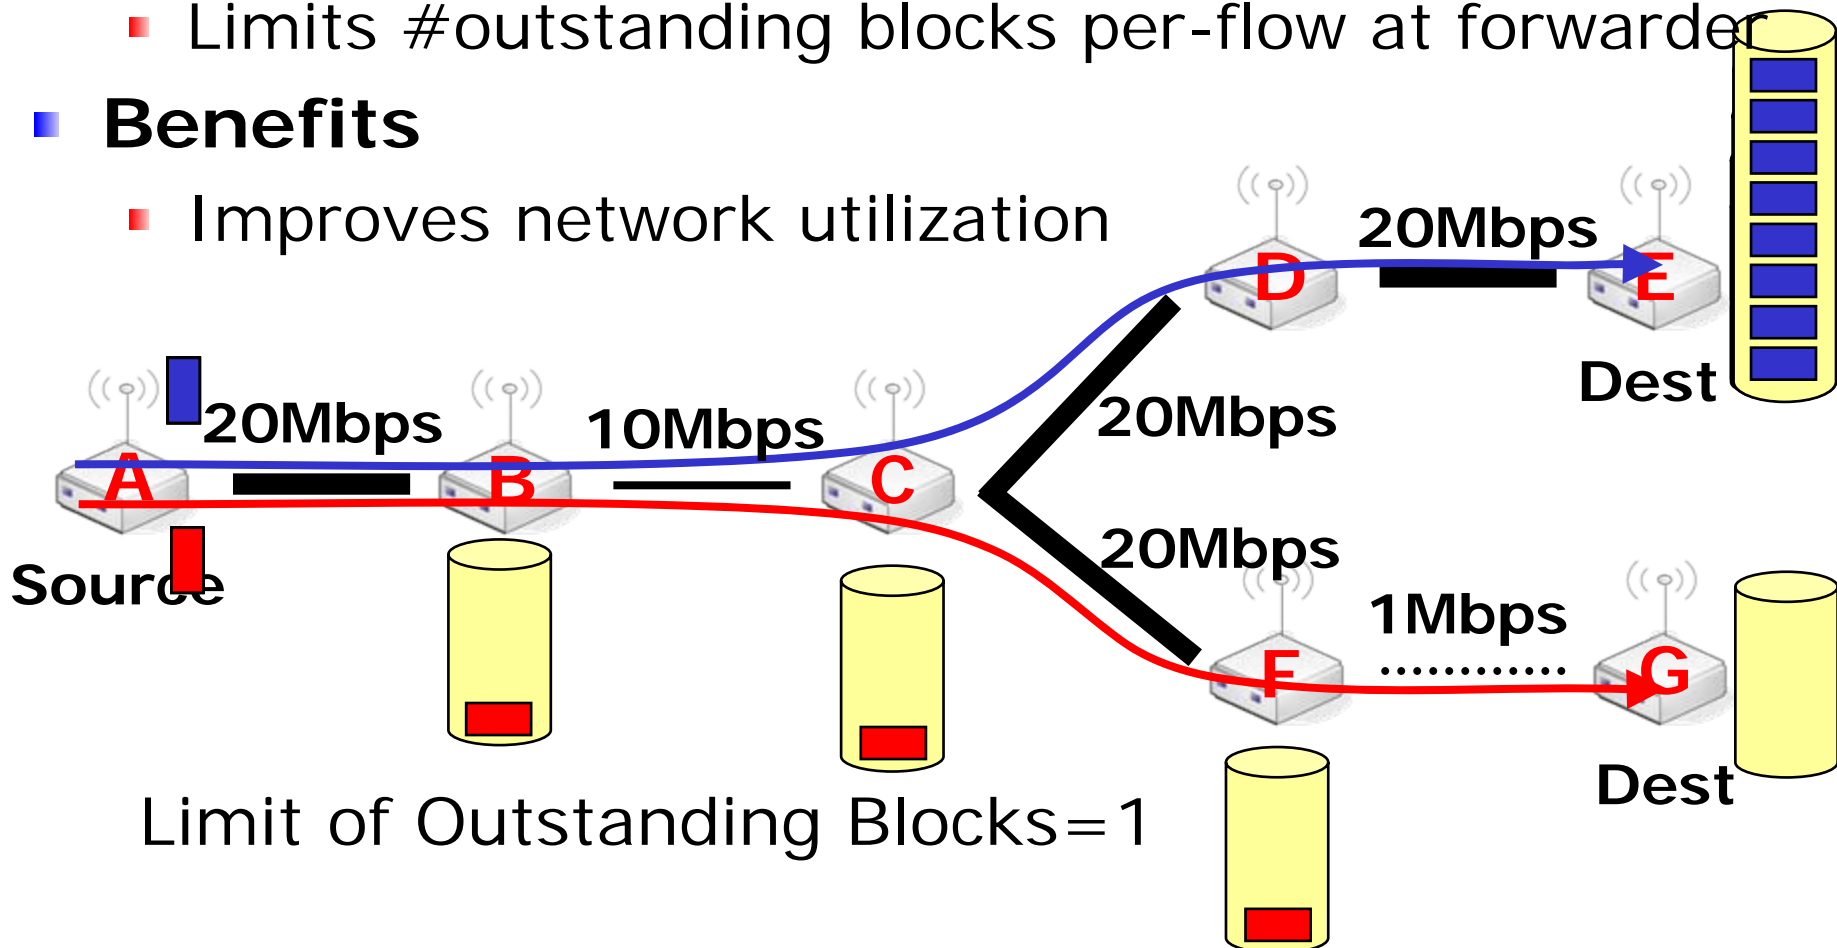 Limits #outstanding blocks per-flow at forwarder
Benefits
Improves network utilization
20Mbps
D
E
Dest
20Mbps
10Mbps
20Mbps
A
B
C
Source
20Mbps
1Mbps
F
G
Dest
Limit of Outstanding Blocks=1